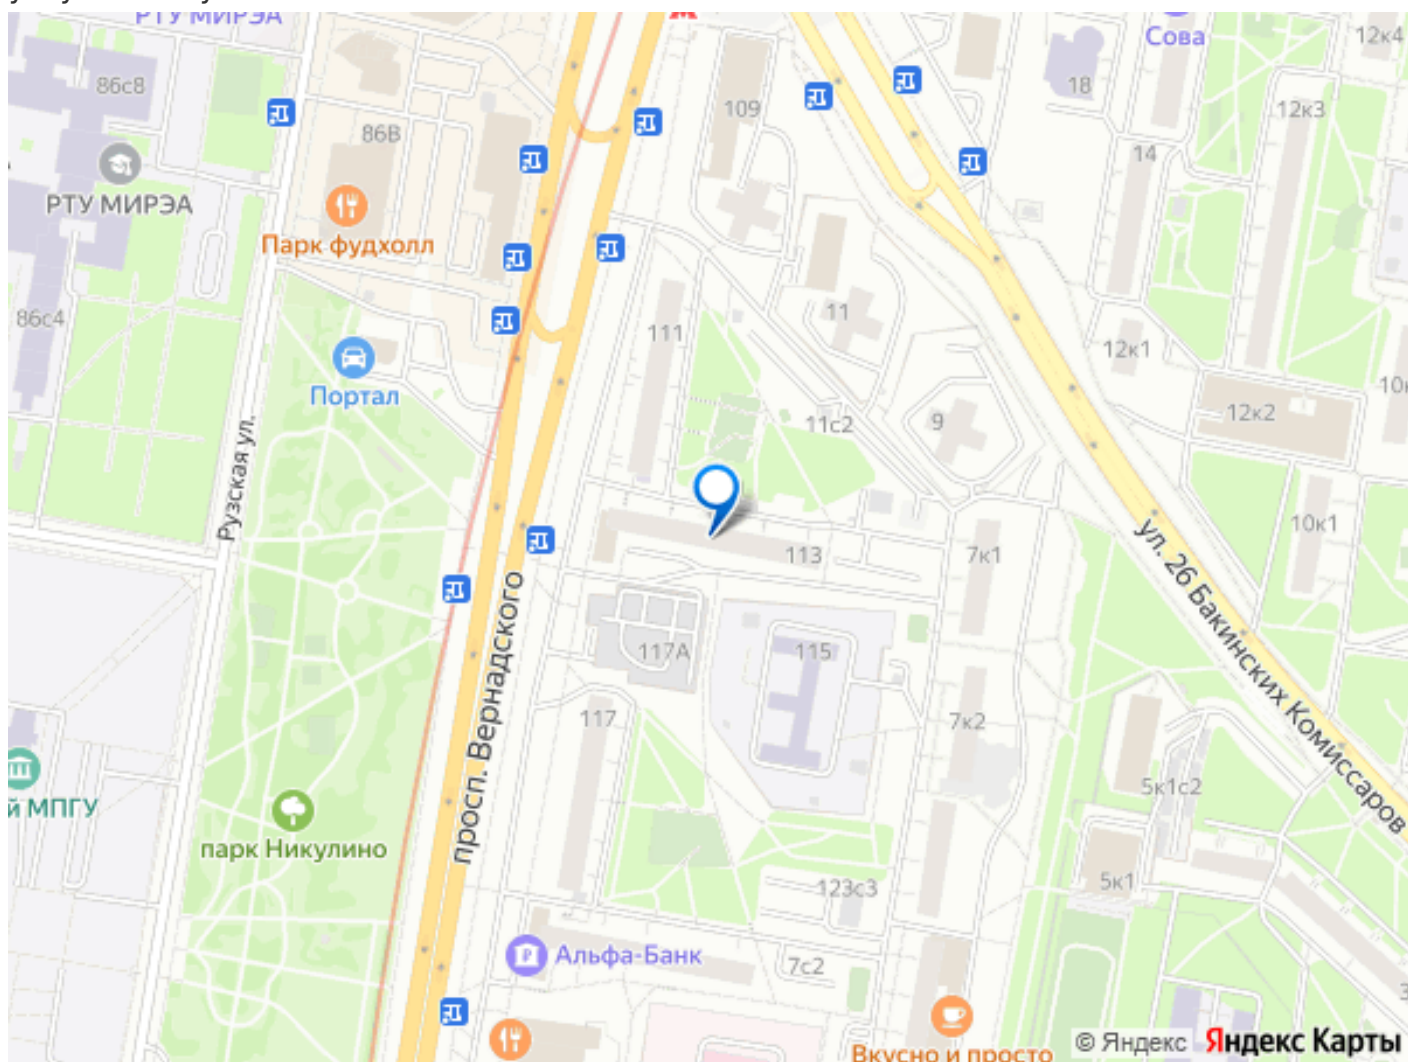 РТУ МИРЭА
Сова
12к4
86с8
18
109
12к3
86В
14
РТУ МИРЭА
Парк фудхолл
86с4
111
11
12к1
Портал
12к2
11с2
9
Рузская ул.
10к1
ул. 26 Бакинских Комиссаров
113
7к1
просп. Вернадского
117А
115
117
7к2
5к1с2
й МПГУ
парк Никулино
123с3
5к1
Альфа-Банк
7с2
Вкусно и просто
© Яндекс Яндекс Карты